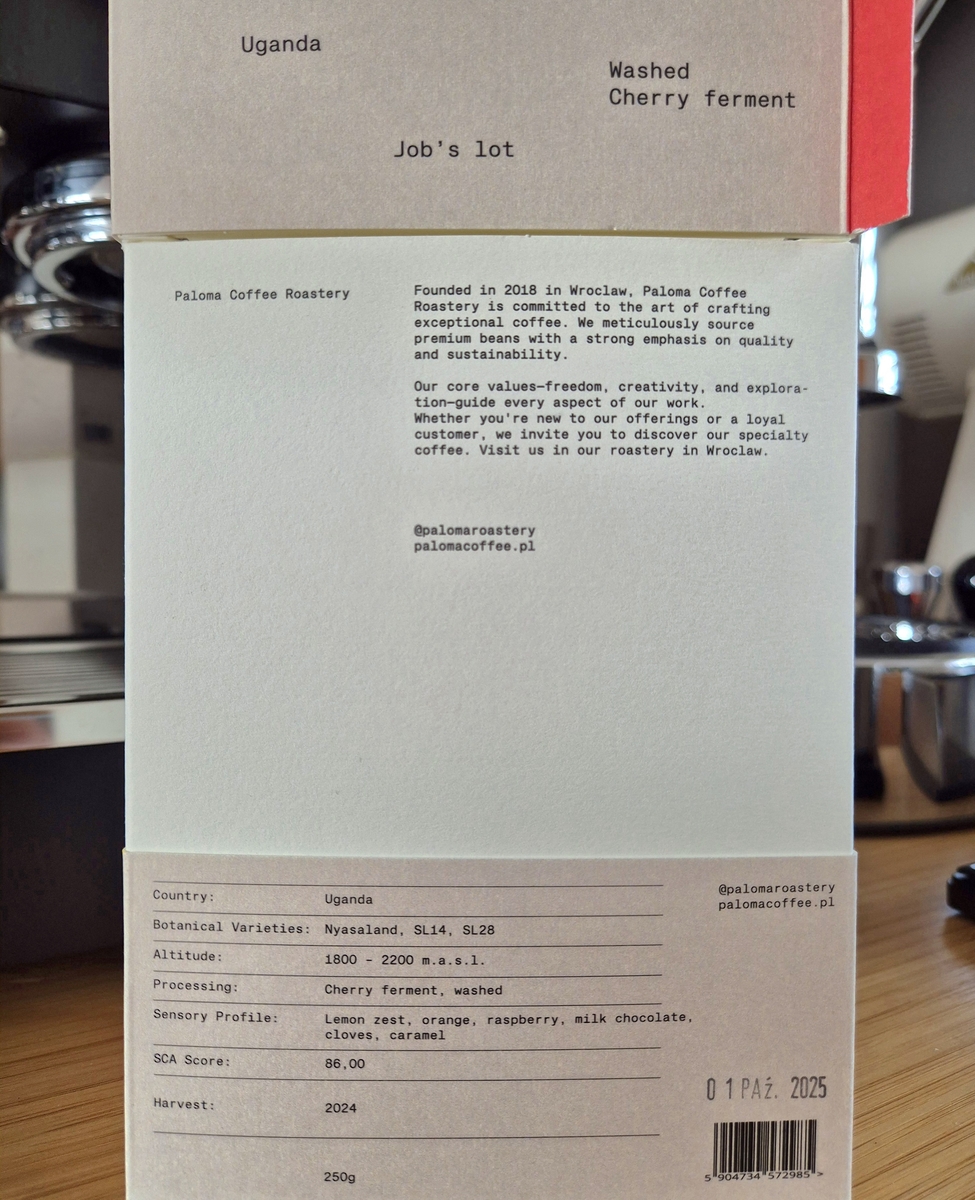 Uganda
Washed
Cherry ferment
Job's lot
Paloma Coffee Roastery
Founded in 2018 in Wroclaw, Paloma Coffee
Roastery is committed to the art of crafting
exceptional coffee. We meticulously source
premium beans with a strong emphasis on quality
and sustainability.
Our core values—freedom, creativity, and explora-
tion—guide every aspect of our work.
Whether you're new to our offerings or a loyal
customer, we invite you to discover our specialty
coffee. Visit us in our roastery in Wroclaw.
@palomaroastery
palomacoffee.pl
@palomaroastery
palomacoffee.pl
Country: Uganda
Botanical Varieties: Nyasaland, SL14, SL28
Altitude: 1800 - 2200 m.a.s.l.
Processing: Cherry ferment, washed
Sensory Profile: Lemon zest, orange, raspberry, milk chocolate,
cloves, caramel
SCA Score: 86,00
Harvest: 2024
250g
0 1 PAź. 2025
5 904734 572985 >